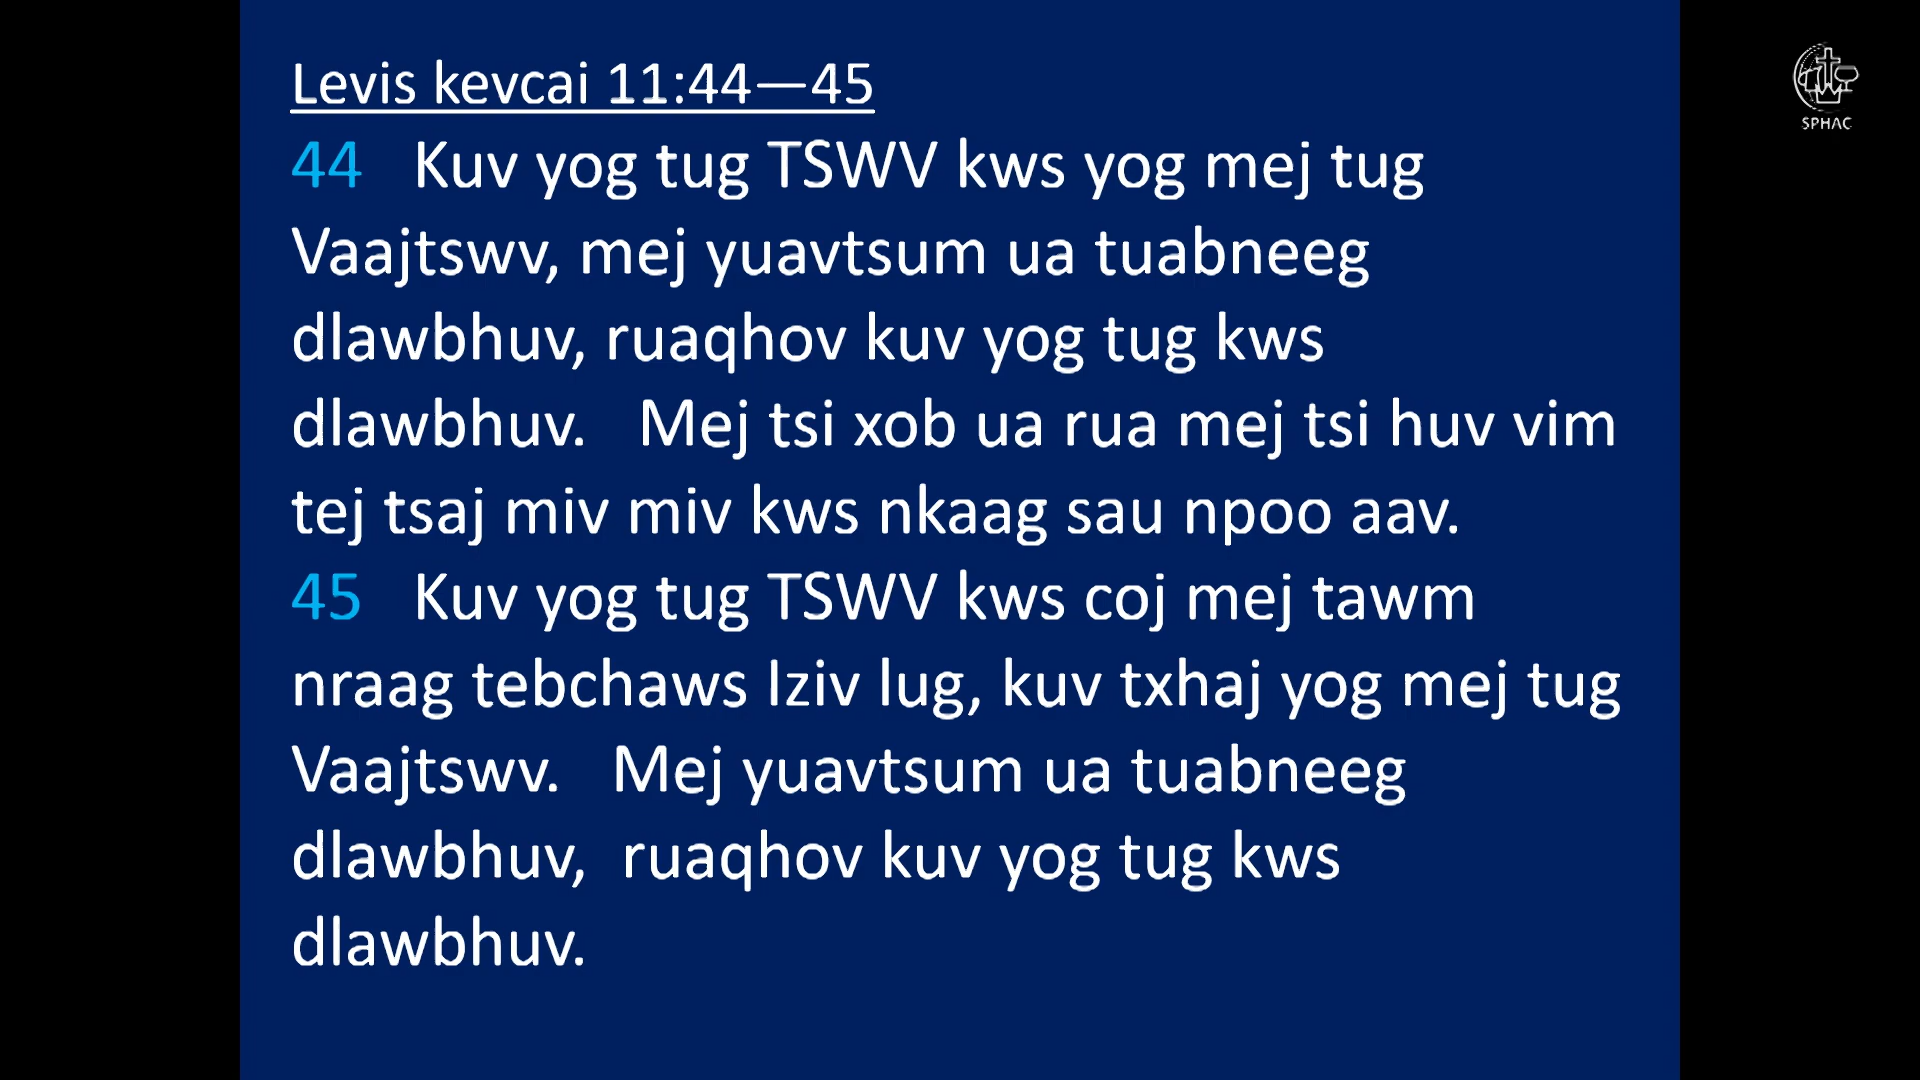 Levis kevcai 11:44—45
44 Kuv yog tug TSWV kws yog mej tug
Vaajtswv, mej yuavtsum ua tuabneeg
dlawbhuv, ruaqhov kuv yog tug kws
dlawbhuv. Mej tsi xob ua rua mej tsi huv vim
tej tsaj miv miv kws nkaag sau npoo aav.
45 Kuv yog tug TSWV kws coj mej tawm
nraag tebchaws Iziv lug, kuv txhaj yog mej tug
Vaajtswv. Mej yuavtsum ua tuabneeg
dlawbhuv, ruaqhov kuv yog tug kws
dlawbhuv.
SPHAC